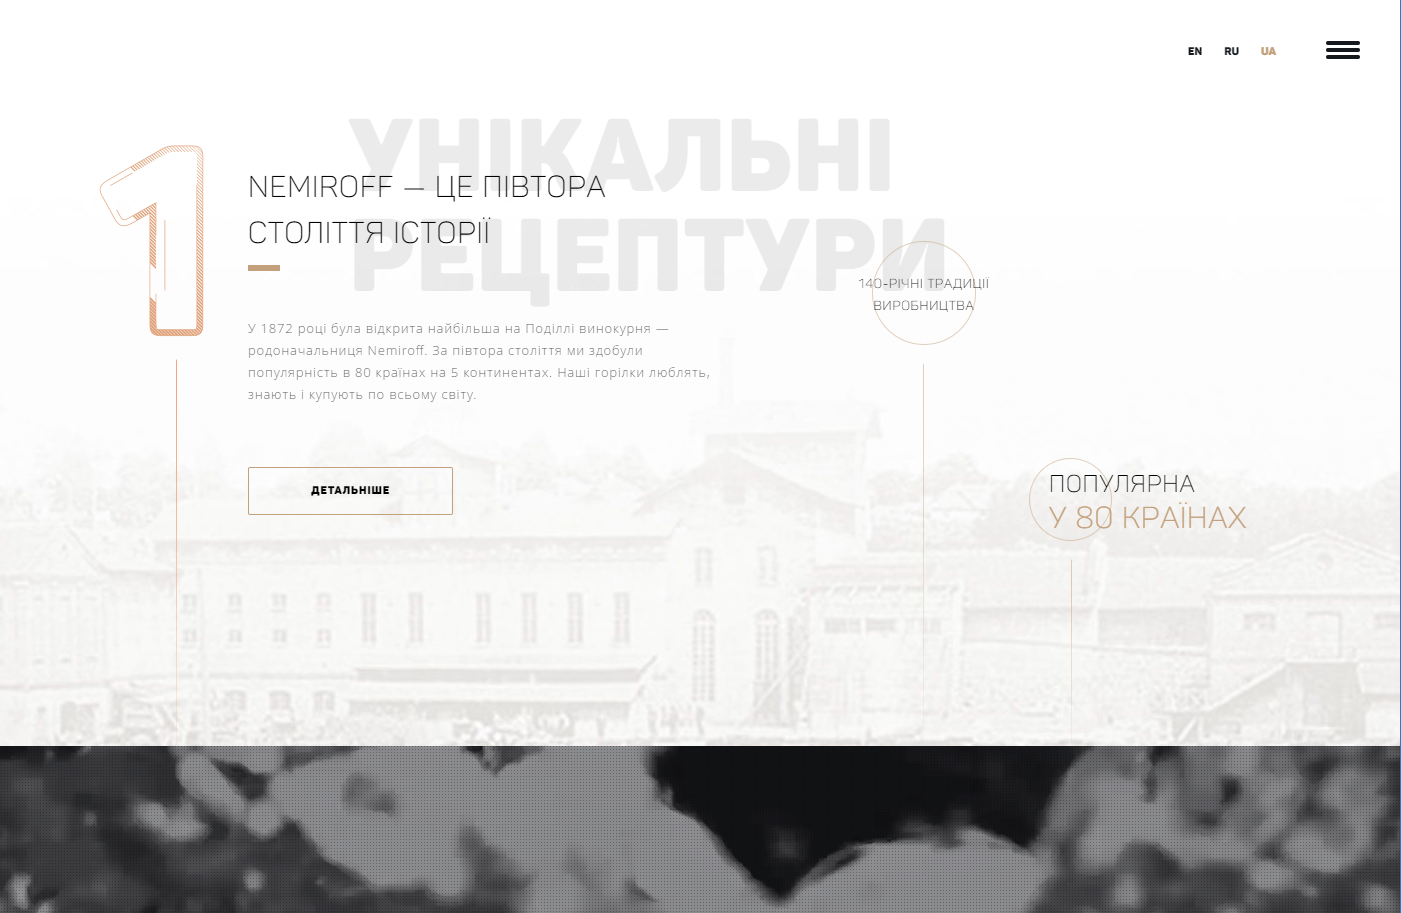 EN RU UA
УНІКАЛЬНІ
РЕЦЕПТУРИ
1
NEMIROFF — ЦЕ ПІВТОРА
СТОЛІТТЯ ІСТОРІЇ
У 1872 році була відкрита найбільша на Поділлі винокурня —
родоначальниця Nemiroff. За півтора століття ми здобули
популярність в 80 країнах на 5 континентах. Наші горілки люблять,
знають і купують по всьому світу.
ДЕТАЛЬНІШЕ
140-РІЧНІ ТРАДИЦІЇ
ВИРОБНИЦТВА
ПОПУЛЯРНА
У 80 КРАЇНАХ